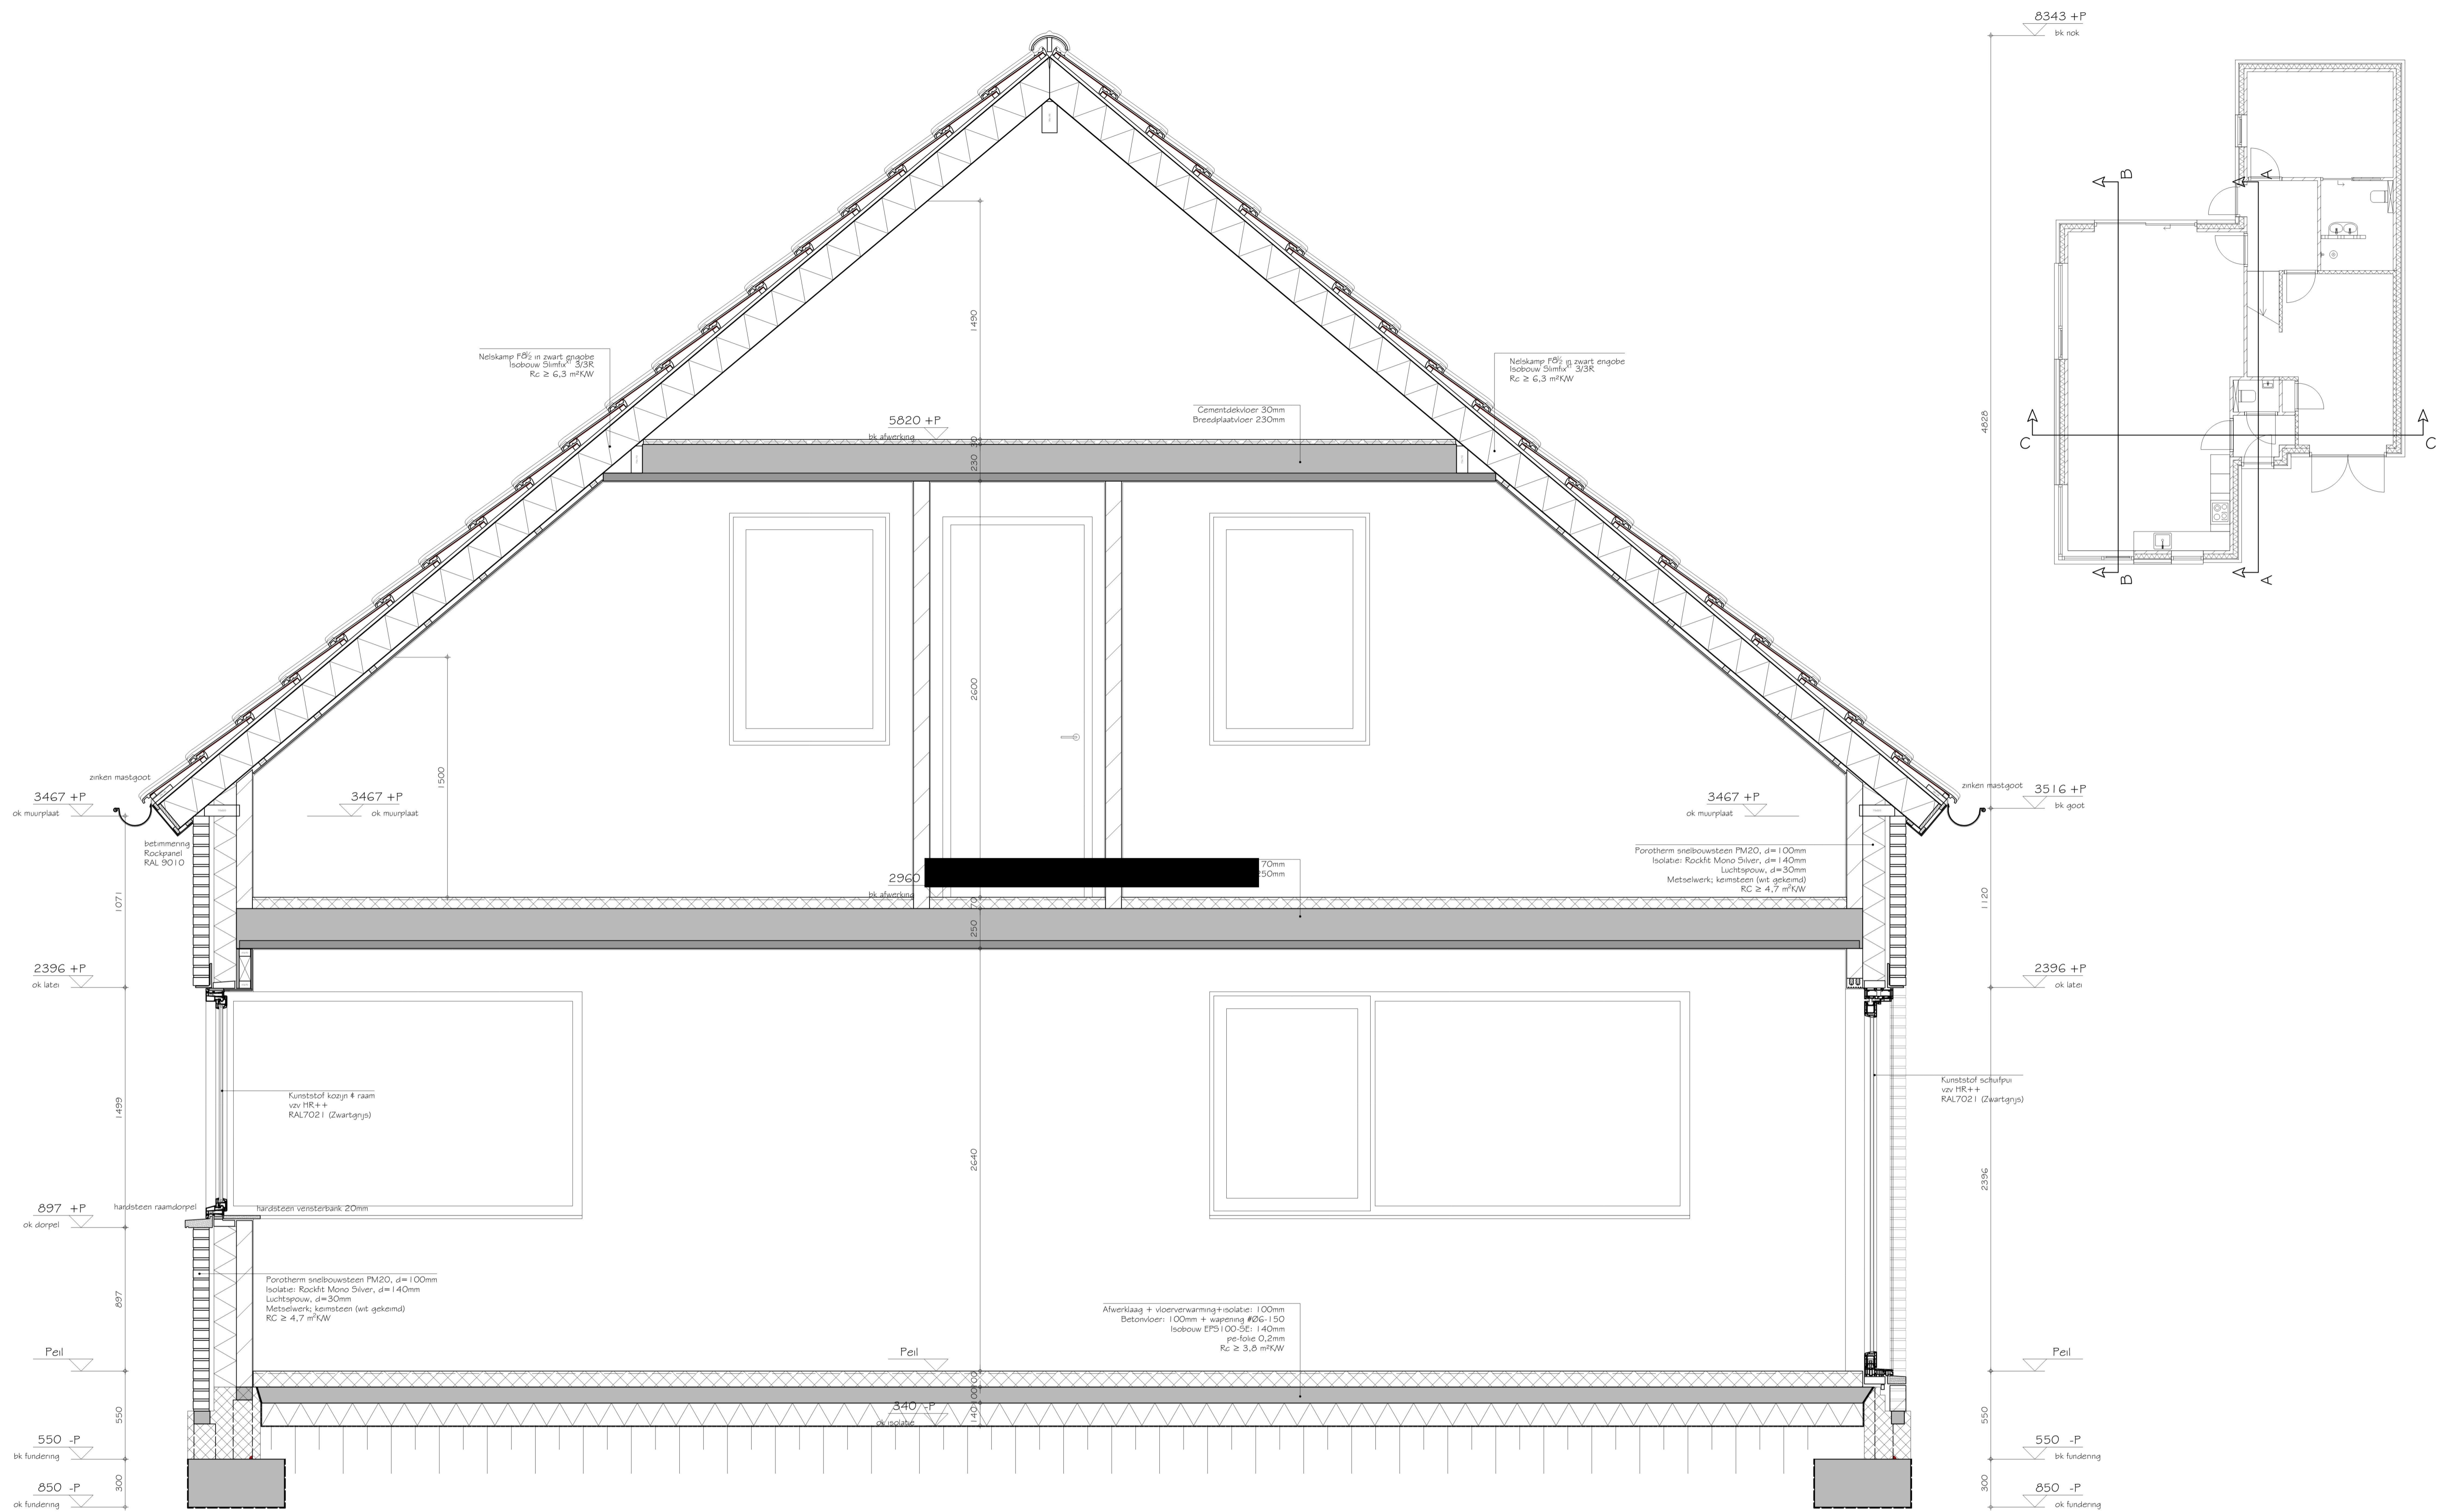 8343 +P
bk nok
B
A
C
C
B
A
4828
1490
Nelskamp F8½ in zwart engobe
Isobouw Slimfix XT 3/3R
Rc ≥ 6,3 m²K/W
Nelskamp F8½ in zwart engobe
Isobouw Slimfix XT 3/3R
Rc ≥ 6,3 m²K/W
5820 +P
bk afwerking
Cementdekvloer 30mm
Breedplaatvloer 230mm
30
230
2600
1500
zinken mastgoot
3467 +P
ok muurplaat
3467 +P
ok muurplaat
3467 +P
ok muurplaat
zinken mastgoot
3516 +P
bk goot
betimmering
Rockpanel
RAL 9010
Porotherm snelbouwsteen PM20, d=100mm
Isolatie: Rockfit Mono Silver, d=140mm
Luchtspouw, d=30mm
Metselwerk; keimsteen (wit gekeimd)
RC ≥ 4,7 m²K/W
70mm
250mm
2960
bk afwerking
70
250
1071
1120
2396 +P
ok latei
2396 +P
ok latei
Kunststof kozijn & raam
vzv HR++
RAL7021 (Zwartgrijs)
Kunststof schuifpui
vzv HR++
RAL7021 (Zwartgrijs)
1499
2640
2396
897 +P
ok dorpel
hardsteen raamdorpel
hardsteen vensterbank 20mm
Porotherm snelbouwsteen PM20, d=100mm
Isolatie: Rockfit Mono Silver, d=140mm
Luchtspouw, d=30mm
Metselwerk; keimsteen (wit gekeimd)
RC ≥ 4,7 m²K/W
897
Afwerklaag + vloerverwarming+isolatie: 100mm
Betonvloer: 100mm + wapening #Ø6-150
Isobouw EPS100-SE: 140mm
pe-folie 0,2mm
Rc ≥ 3,8 m²K/W
Peil
Peil
Peil
100
100
140
340 -P
ok isolatie
550
550
550 -P
bk fundering
550 -P
bk fundering
300
300
850 -P
ok fundering
850 -P
ok fundering